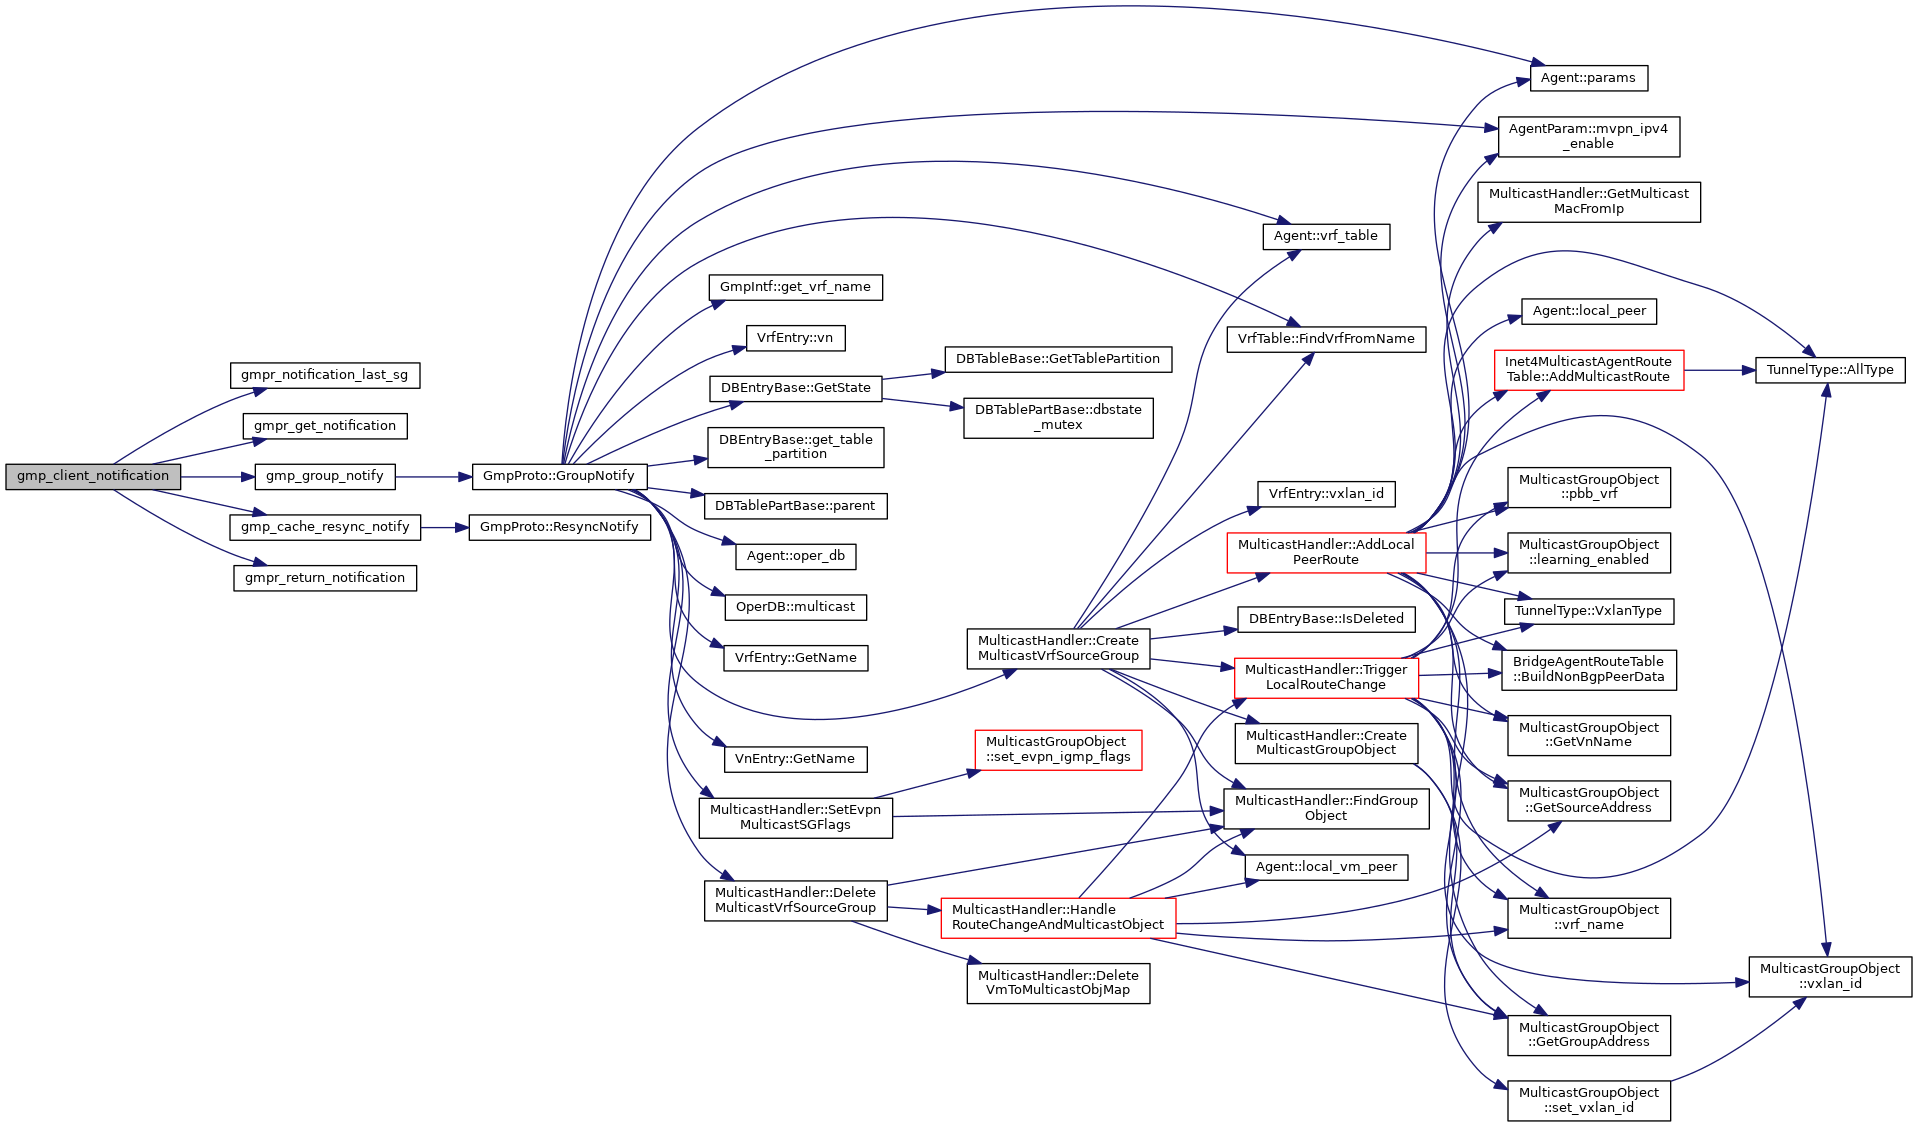 gmp_client_notification
gmpr_notification_last_sg
gmpr_get_notification
gmp_group_notify
gmp_cache_resync_notify
gmpr_return_notification
GmpProto::GroupNotify
GmpProto::ResyncNotify
GmpIntf::get_vrf_name
VrfEntry::vn
DBEntryBase::GetState
DBEntryBase::get_table
_partition
DBTablePartBase::parent
Agent::oper_db
OperDB::multicast
VrfEntry::GetName
VnEntry::GetName
MulticastHandler::SetEvpn
MulticastSGFlags
MulticastHandler::Delete
MulticastVrfSourceGroup
DBTableBase::GetTablePartition
DBTablePartBase::dbstate
_mutex
MulticastHandler::Create
MulticastVrfSourceGroup
MulticastGroupObject
::set_evpn_igmp_flags
MulticastHandler::Handle
RouteChangeAndMulticastObject
MulticastHandler::Delete
VmToMulticastObjMap
Agent::vrf_table
VrfTable::FindVrfFromName
VrfEntry::vxlan_id
MulticastHandler::AddLocal
PeerRoute
DBEntryBase::IsDeleted
MulticastHandler::Trigger
LocalRouteChange
MulticastHandler::Create
MulticastGroupObject
MulticastHandler::FindGroup
Object
Agent::local_vm_peer
Agent::params
AgentParam::mvpn_ipv4
_enable
MulticastHandler::GetMulticast
MacFromIp
Agent::local_peer
Inet4MulticastAgentRoute
Table::AddMulticastRoute
MulticastGroupObject
::pbb_vrf
MulticastGroupObject
::learning_enabled
TunnelType::VxlanType
BridgeAgentRouteTable
::BuildNonBgpPeerData
MulticastGroupObject
::GetVnName
MulticastGroupObject
::GetSourceAddress
MulticastGroupObject
::vrf_name
MulticastGroupObject
::GetGroupAddress
MulticastGroupObject
::set_vxlan_id
TunnelType::AllType
MulticastGroupObject
::vxlan_id